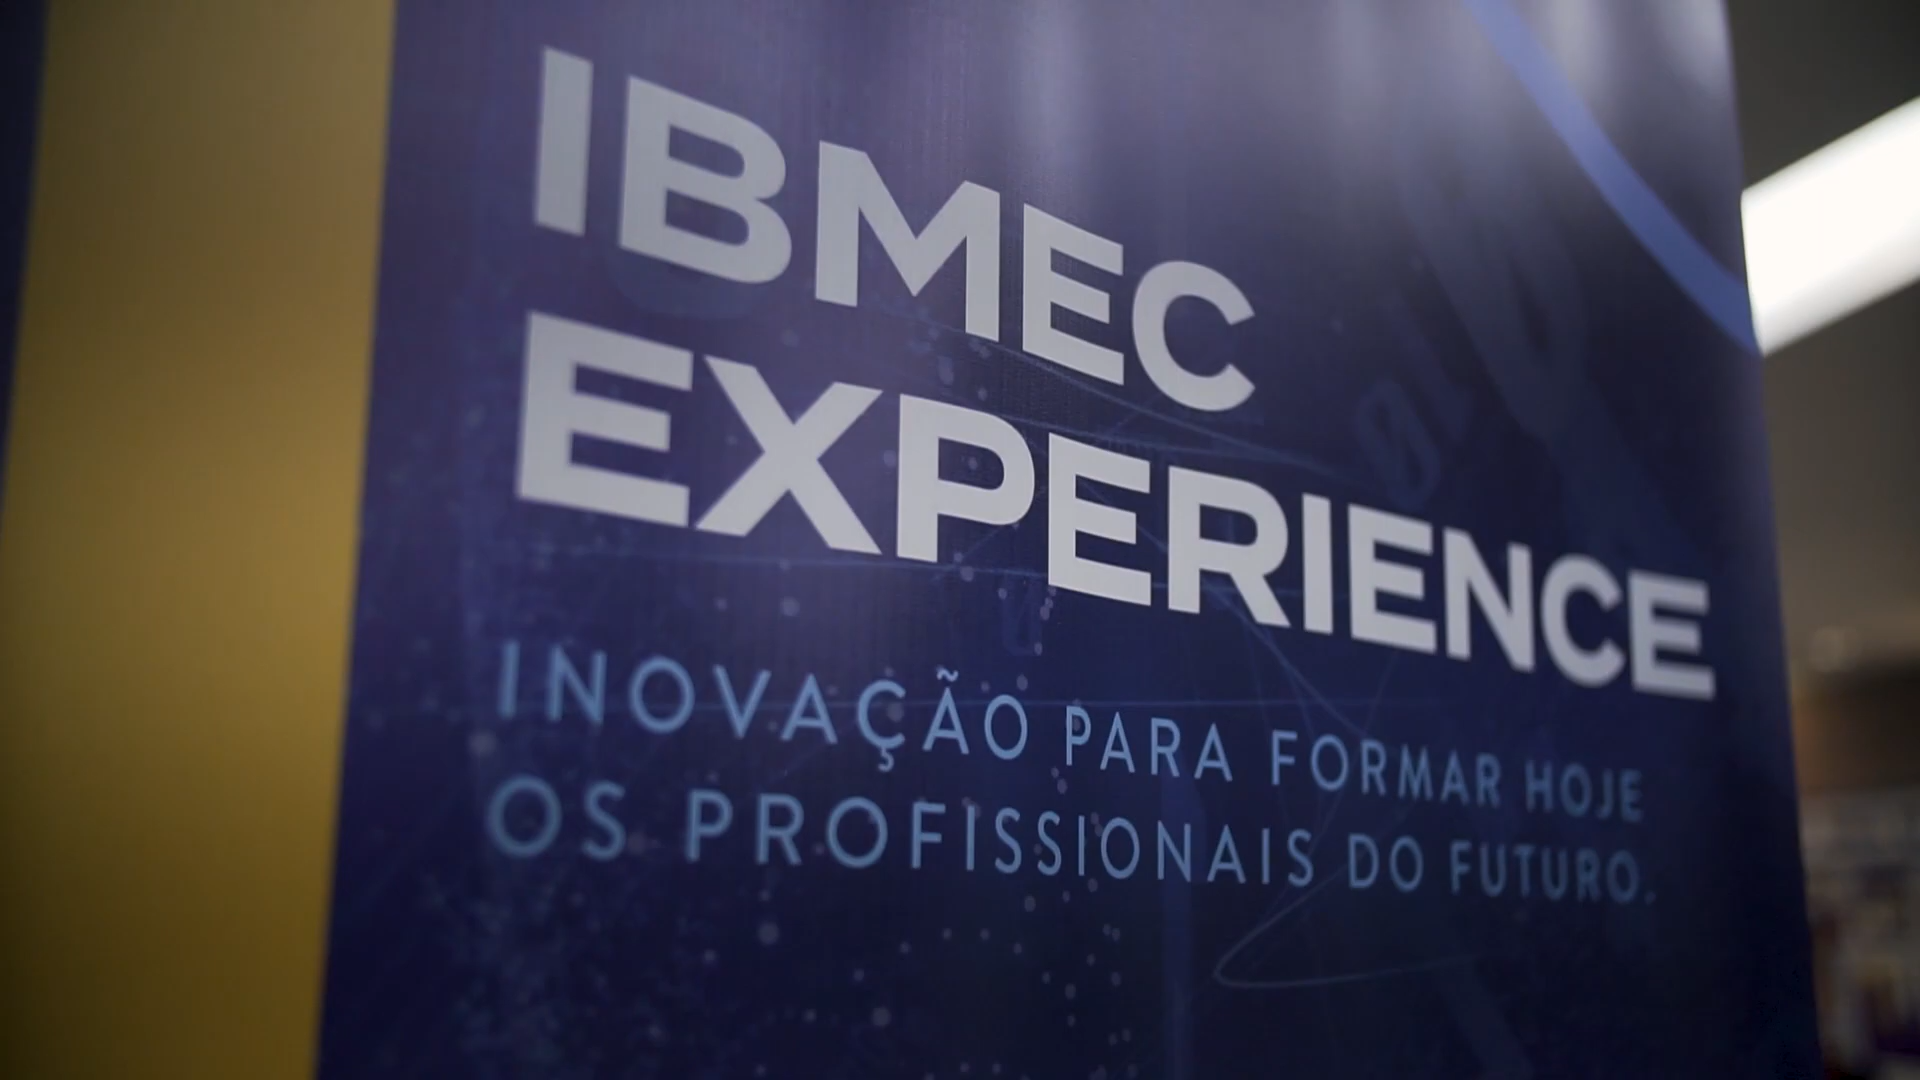 IBMEC
EXPERIENCE
INOVAÇÃO PARA FORMAR HOJE
OS PROFISSIONAIS DO FUTURO.